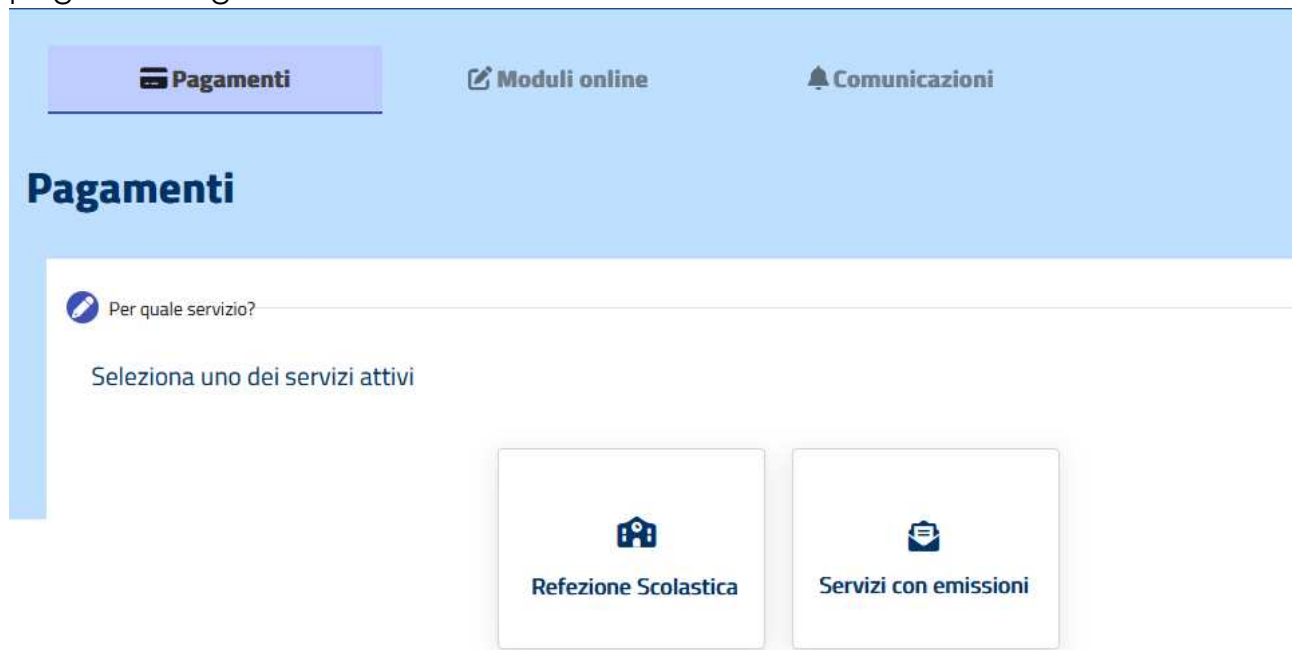 Pagamenti Moduli online Comunicazioni
Pagamenti
Per quale servizio?
Seleziona uno dei servizi attivi
Refezione Scolastica Servizi con emissioni